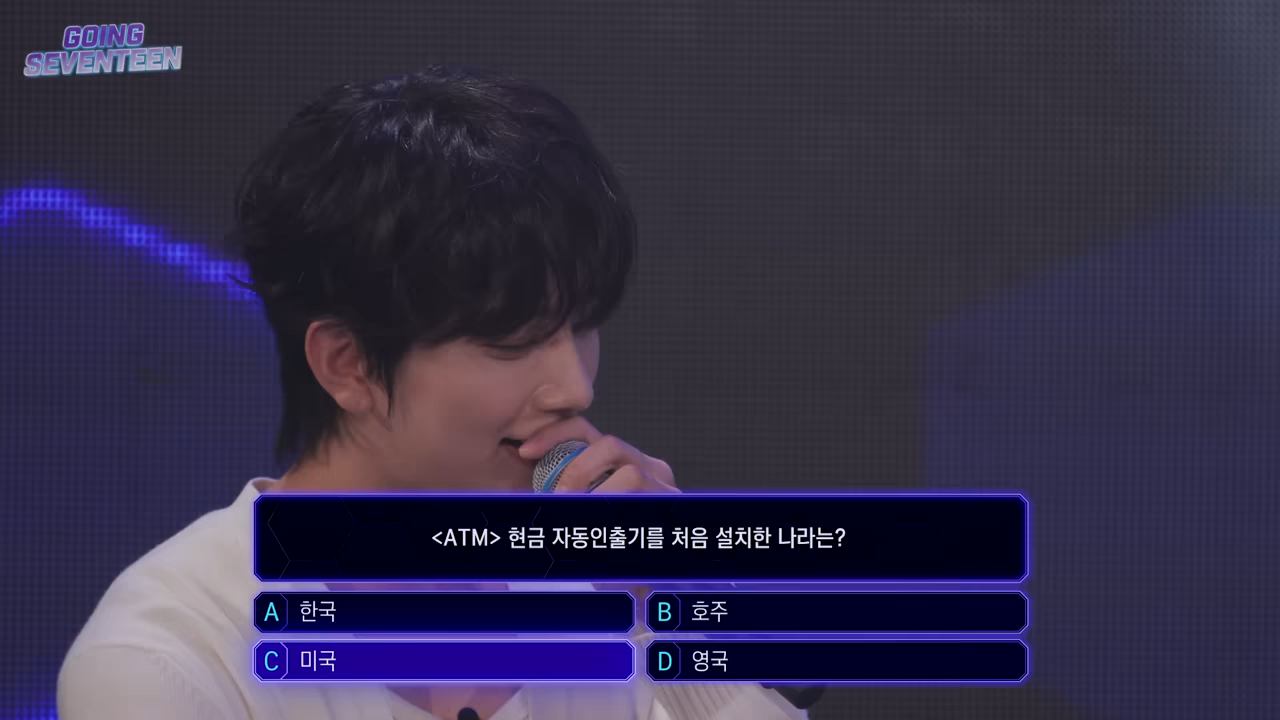 GOING
SEVENTEEN
<ATM> 현금 자동인출기를 처음 설치한 나라는?
A 한국
B 호주
C 미국
D 영국